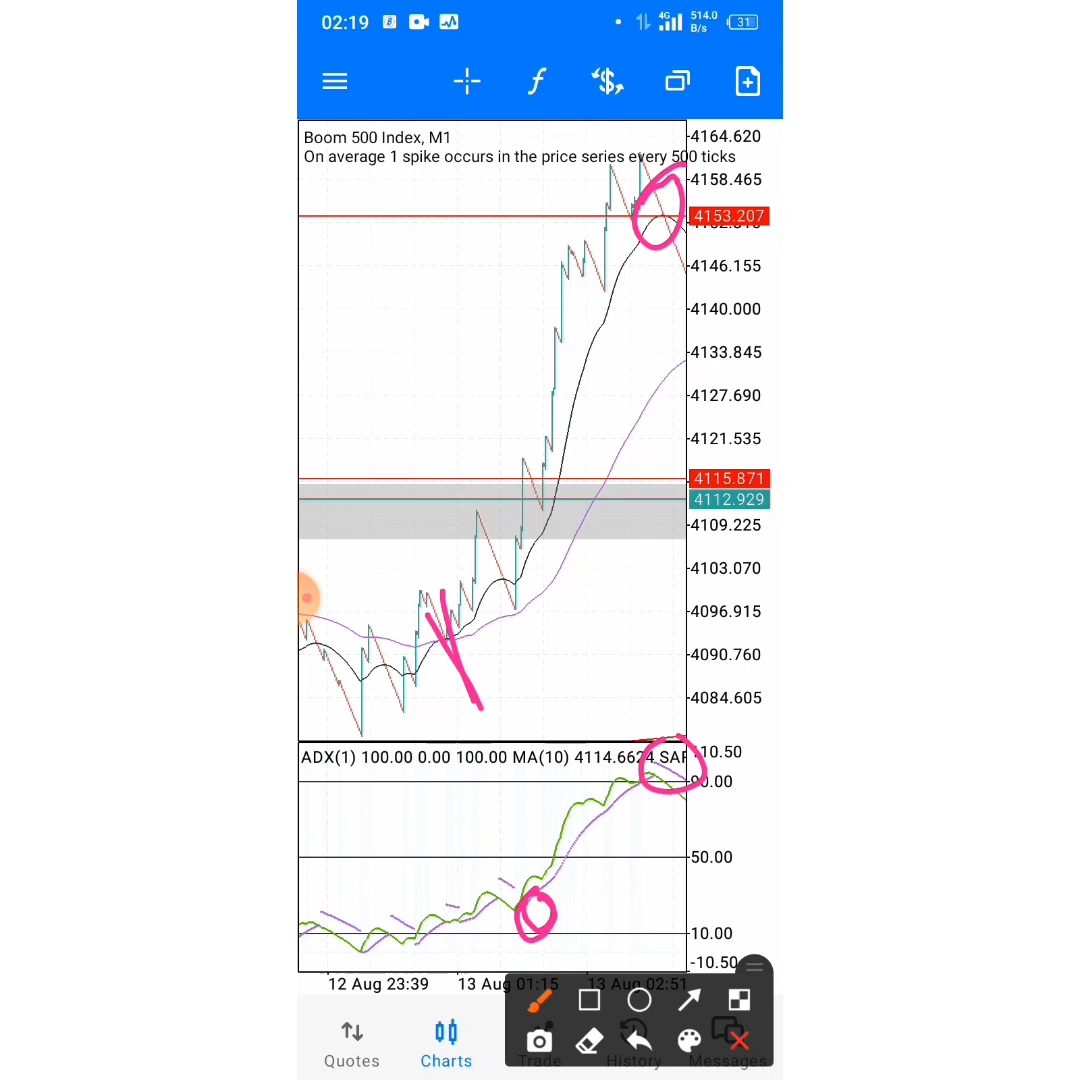 02:19
4G
514.0
B/s
31
Boom 500 Index, M1
On average 1 spike occurs in the price series every 500 ticks
4164.620
4158.465
4153.207
4146.155
4140.000
4133.845
4127.690
4121.535
4115.871
4112.929
4109.225
4103.070
4096.915
4090.760
4084.605
ADX(1) 100.00 0.00 100.00 MA(10) 4114.6624
90.00
50.00
10.00
-10.50
12 Aug 23:39
13 Aug 01:15
13 Aug 02:51
Quotes
Charts
Trade
History
Messages